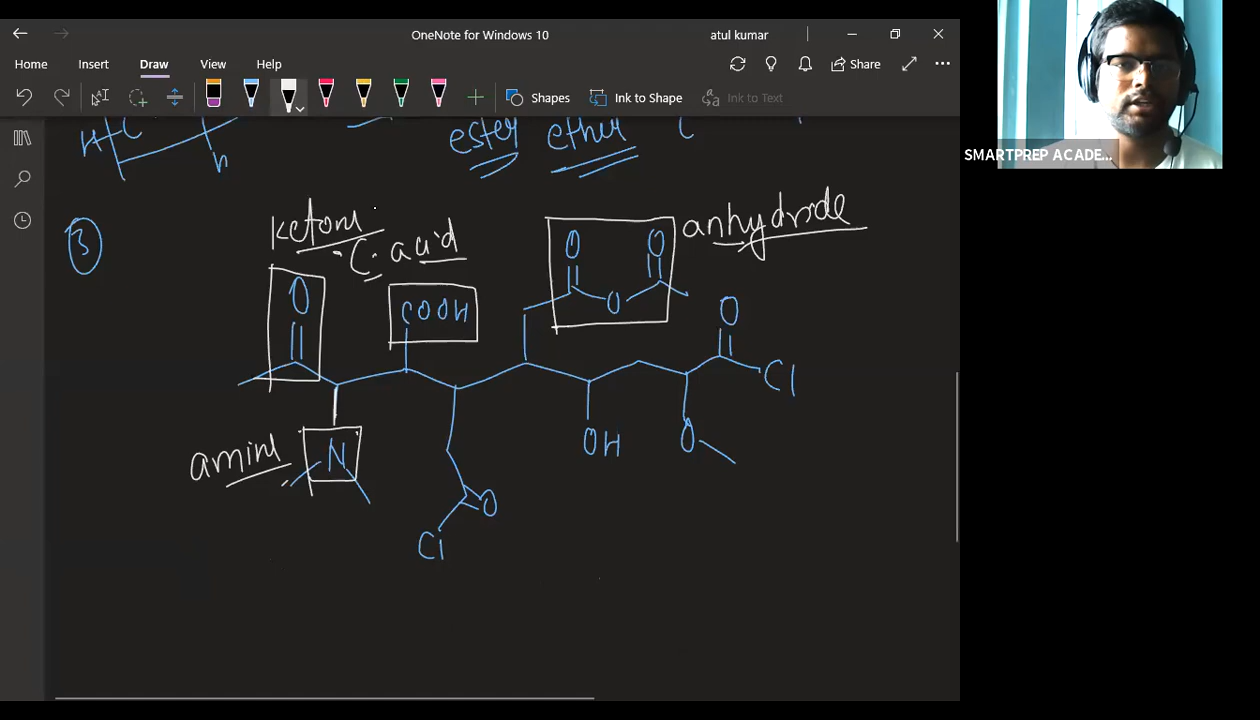 OneNote for Windows 10
atul kumar
Home Insert Draw View Help
Share
Shapes
Ink to Shape
Ink to Text
SMARTPREP ACADE...
H C
h
ester ether
3
ketone
C. acid
anhydride
O
COOH
O O
O
O
Cl
amine
N
OH
O
O
Cl